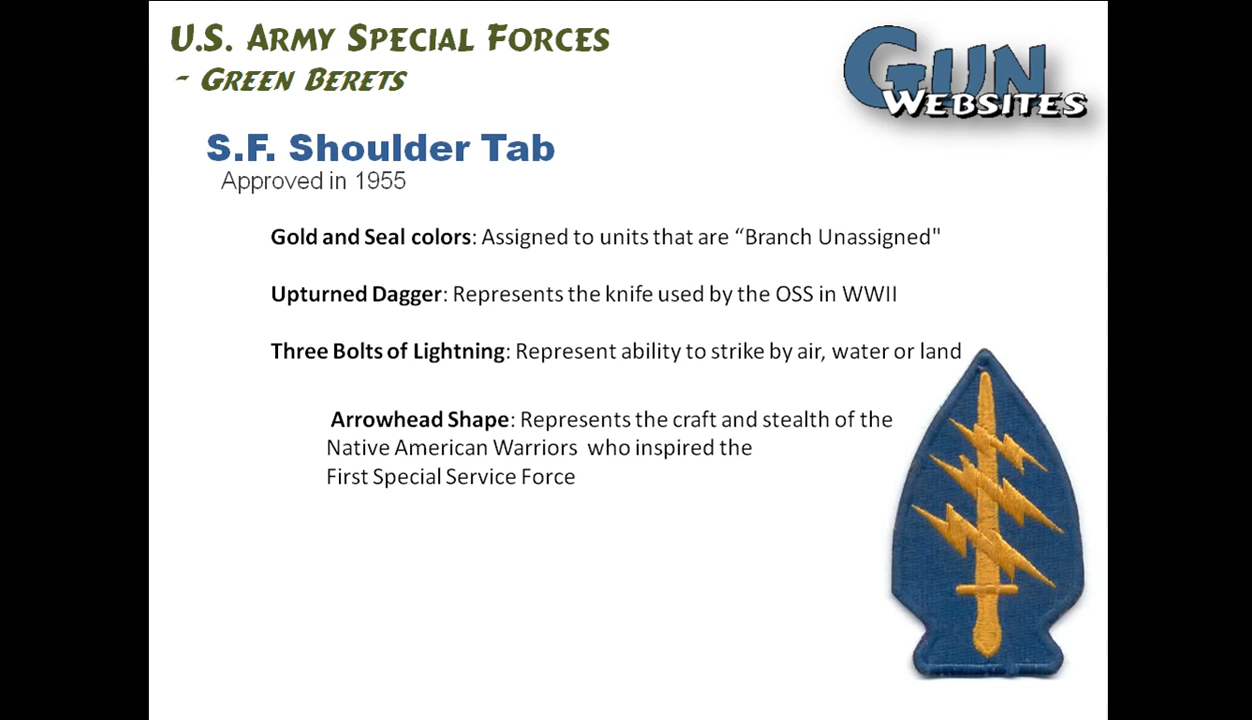 U.S. ARMY SPECIAL FORCES
- GREEN BERETS
GUN
WEBSITES
S.F. Shoulder Tab
Approved in 1955
Gold and Seal colors: Assigned to units that are “Branch Unassigned"
Upturned Dagger: Represents the knife used by the OSS in WWII
Three Bolts of Lightning: Represent ability to strike by air, water or land
Arrowhead Shape: Represents the craft and stealth of the
Native American Warriors  who inspired the
First Special Service Force